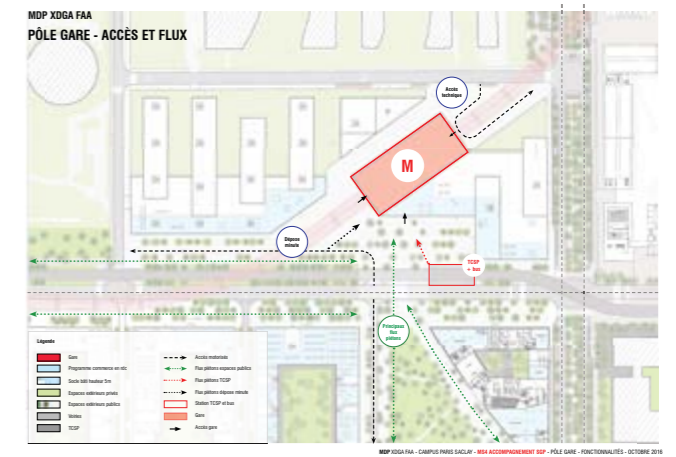 MDP XDGA FAA
PÔLE GARE - ACCÈS ET FLUX
Accès
technique
M
Dépose
minute
TCSP
+ bus
Principaux
flux
piétons
Légende
Gare
Programme commerce en rdc
Socle bâti hauteur 5m
Espaces extérieurs privés
Espaces extérieurs publics
Voiries
TCSP
Accès motorisés
Flux piétons espaces publics
Flux piétons TCSP
Flux piétons dépose minute
Station TCSP et bus
Gare
Accès gare
MDP XDGA FAA - CAMPUS PARIS SACLAY - MS4 ACCOMPAGNEMENT SGP - PÔLE GARE - FONCTIONNALITÉS - OCTOBRE 2016